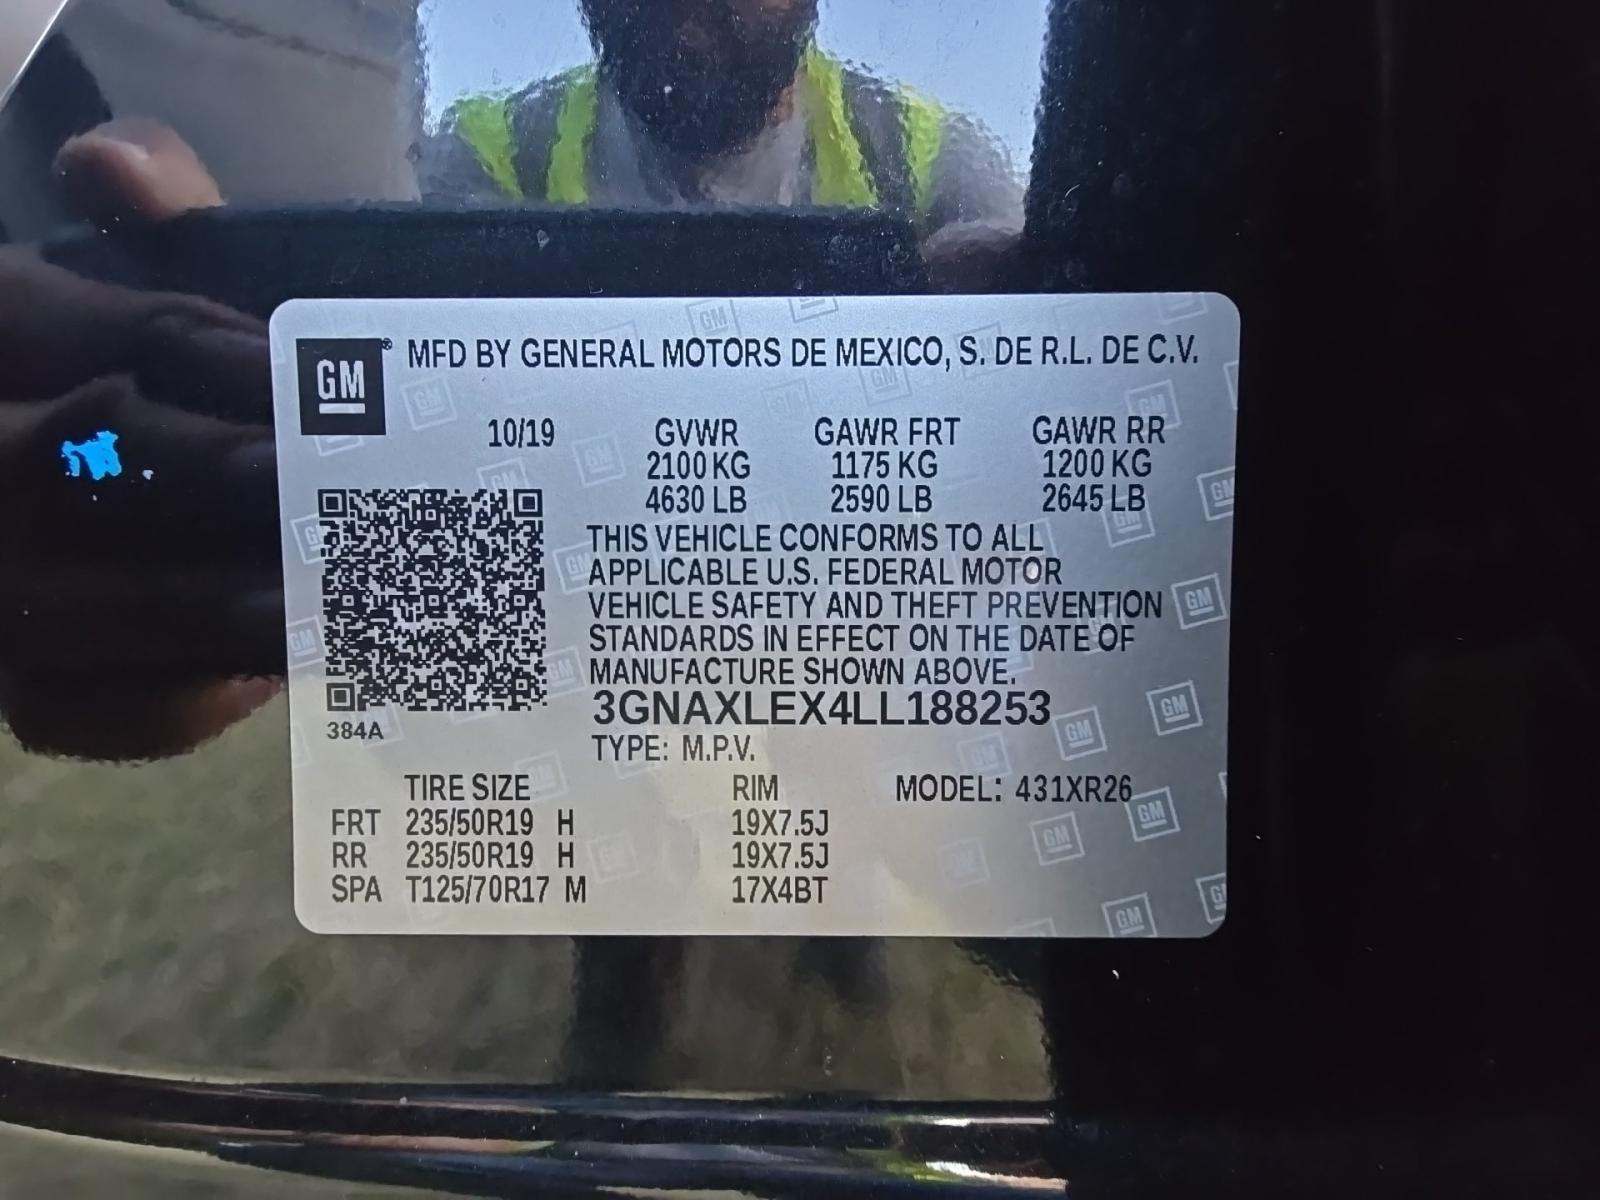 GM® MFD BY GENERAL MOTORS DE MEXICO, S. DE R.L. DE C.V.
10/19 GVWR GAWR FRT GAWR RR
2100 KG 1175 KG 1200 KG
4630 LB 2590 LB 2645 LB
THIS VEHICLE CONFORMS TO ALL
APPLICABLE U.S. FEDERAL MOTOR
VEHICLE SAFETY AND THEFT PREVENTION
STANDARDS IN EFFECT ON THE DATE OF
MANUFACTURE SHOWN ABOVE.
3GNAXLEX4LL188253
384A
TYPE: M.P.V.
TIRE SIZE RIM MODEL: 431XR26
FRT 235/50R19 H 19X7.5J
RR 235/50R19 H 19X7.5J
SPA T125/70R17 M 17X4BT